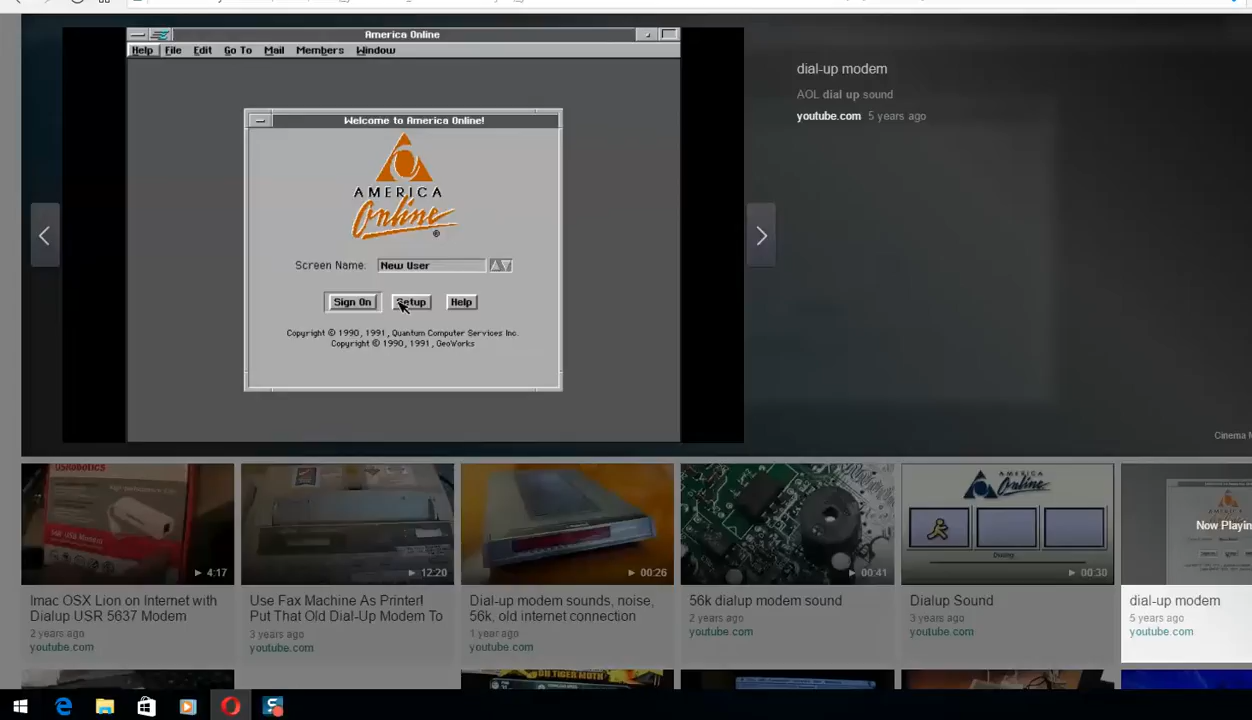 America Online
Help File Edit Go To Mail Members Window
Welcome to America Online!
AMERICA
Online
®
Screen Name: New User
Sign On Setup Help
Copyright © 1990, 1991, Quantum Computer Services Inc.
Copyright © 1990, 1991, GeoWorks
dial-up modem
AOL dial up sound
youtube.com 5 years ago
Cinema
USRobotics
4:17
12:20
00:26
00:41
AMERICA
Online
Dialing
00:30
Now Playin
Imac OSX Lion on Internet with
Dialup USR 5637 Modem
2 years ago
youtube.com
Use Fax Machine As Printer!
Put That Old Dial-Up Modem To
3 years ago
youtube.com
Dial-up modem sounds, noise,
56k, old internet connection
1 year ago
youtube.com
56k dialup modem sound
2 years ago
youtube.com
Dialup Sound
3 years ago
youtube.com
dial-up modem
5 years ago
youtube.com